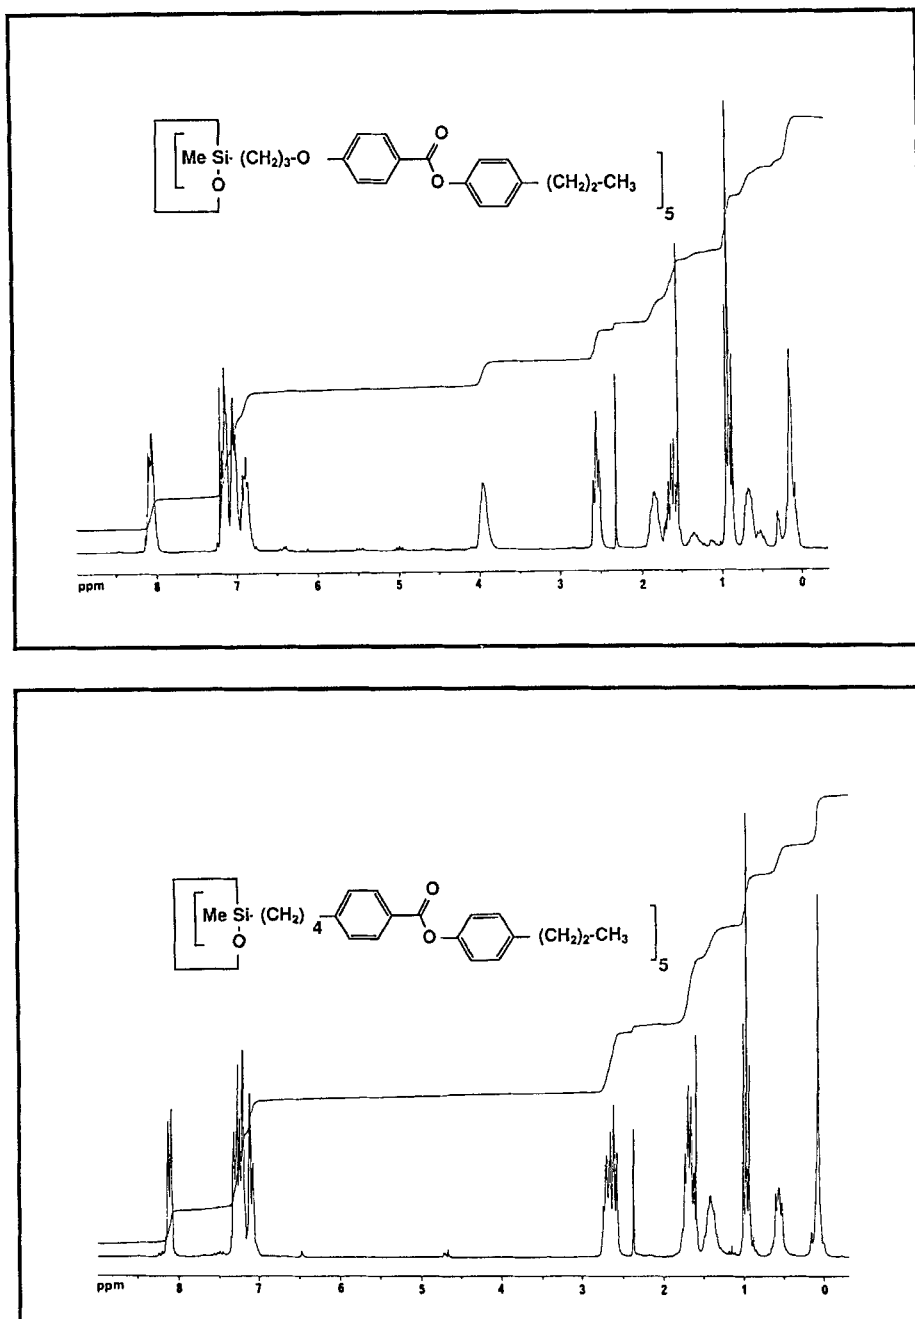 Me Si- (CH₂)₃-O
O
O
O
(CH₂)₂-CH₃
5
ppm 8 7 6 5 4 3 2 1 0
Me Si- (CH₂) 4
O
O
O
(CH₂)₂-CH₃
5
ppm 8 7 6 5 4 3 2 1 0